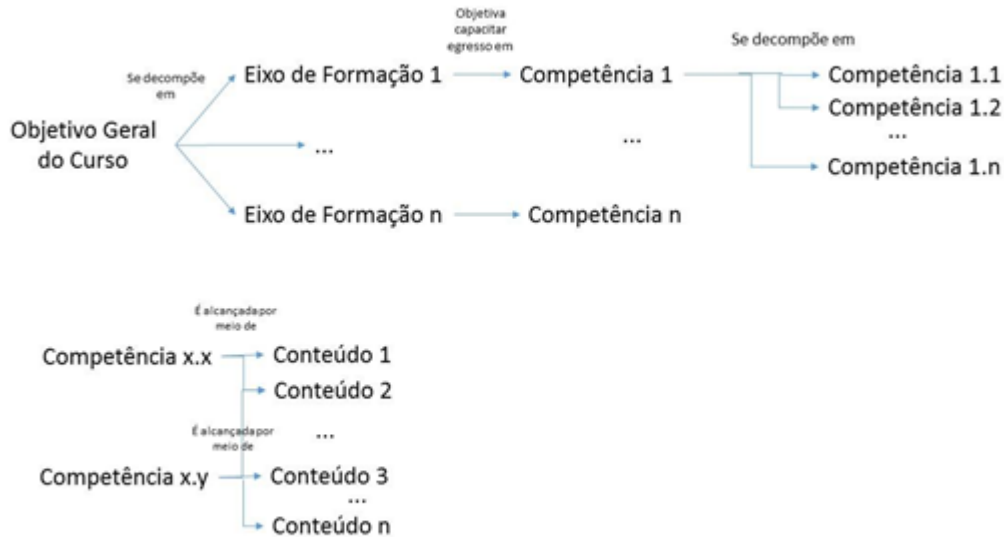 Objetiva
capacitar
egresso em
Se decompõe em
Se decompõe
em
Eixo de Formação 1
Competência 1
Competência 1.1
Competência 1.2
...
Competência 1.n
Objetivo Geral
do Curso
...
...
Eixo de Formação n
Competência n
É alcançada por
meio de
Competência x.x
Conteúdo 1
Conteúdo 2
...
É alcançada por
meio de
Competência x.y
Conteúdo 3
...
Conteúdo n